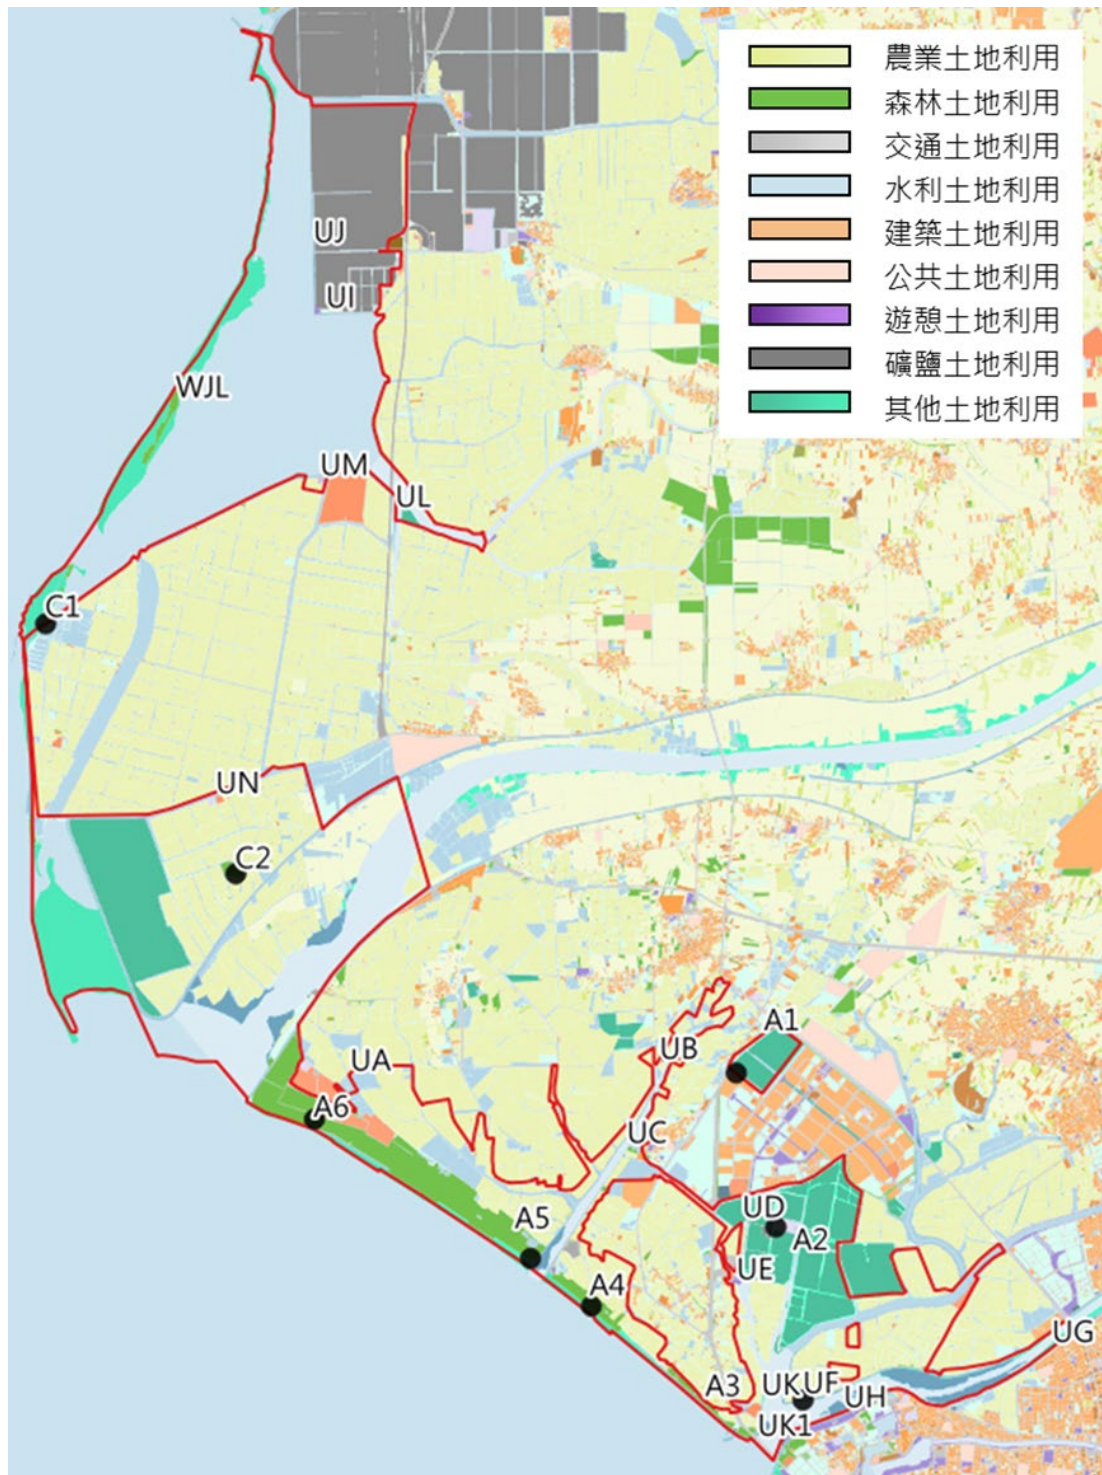 農業土地利用
森林土地利用
交通土地利用
水利土地利用
建築土地利用
公共土地利用
遊憩土地利用
礦鹽土地利用
其他土地利用
UJ
UI
WJL
UM
UL
C1
UN
C2
A1
UB
UA
A6
UC
UD
A5
A2
UE
A4
UG
A3
UK
UF
UH
UK1